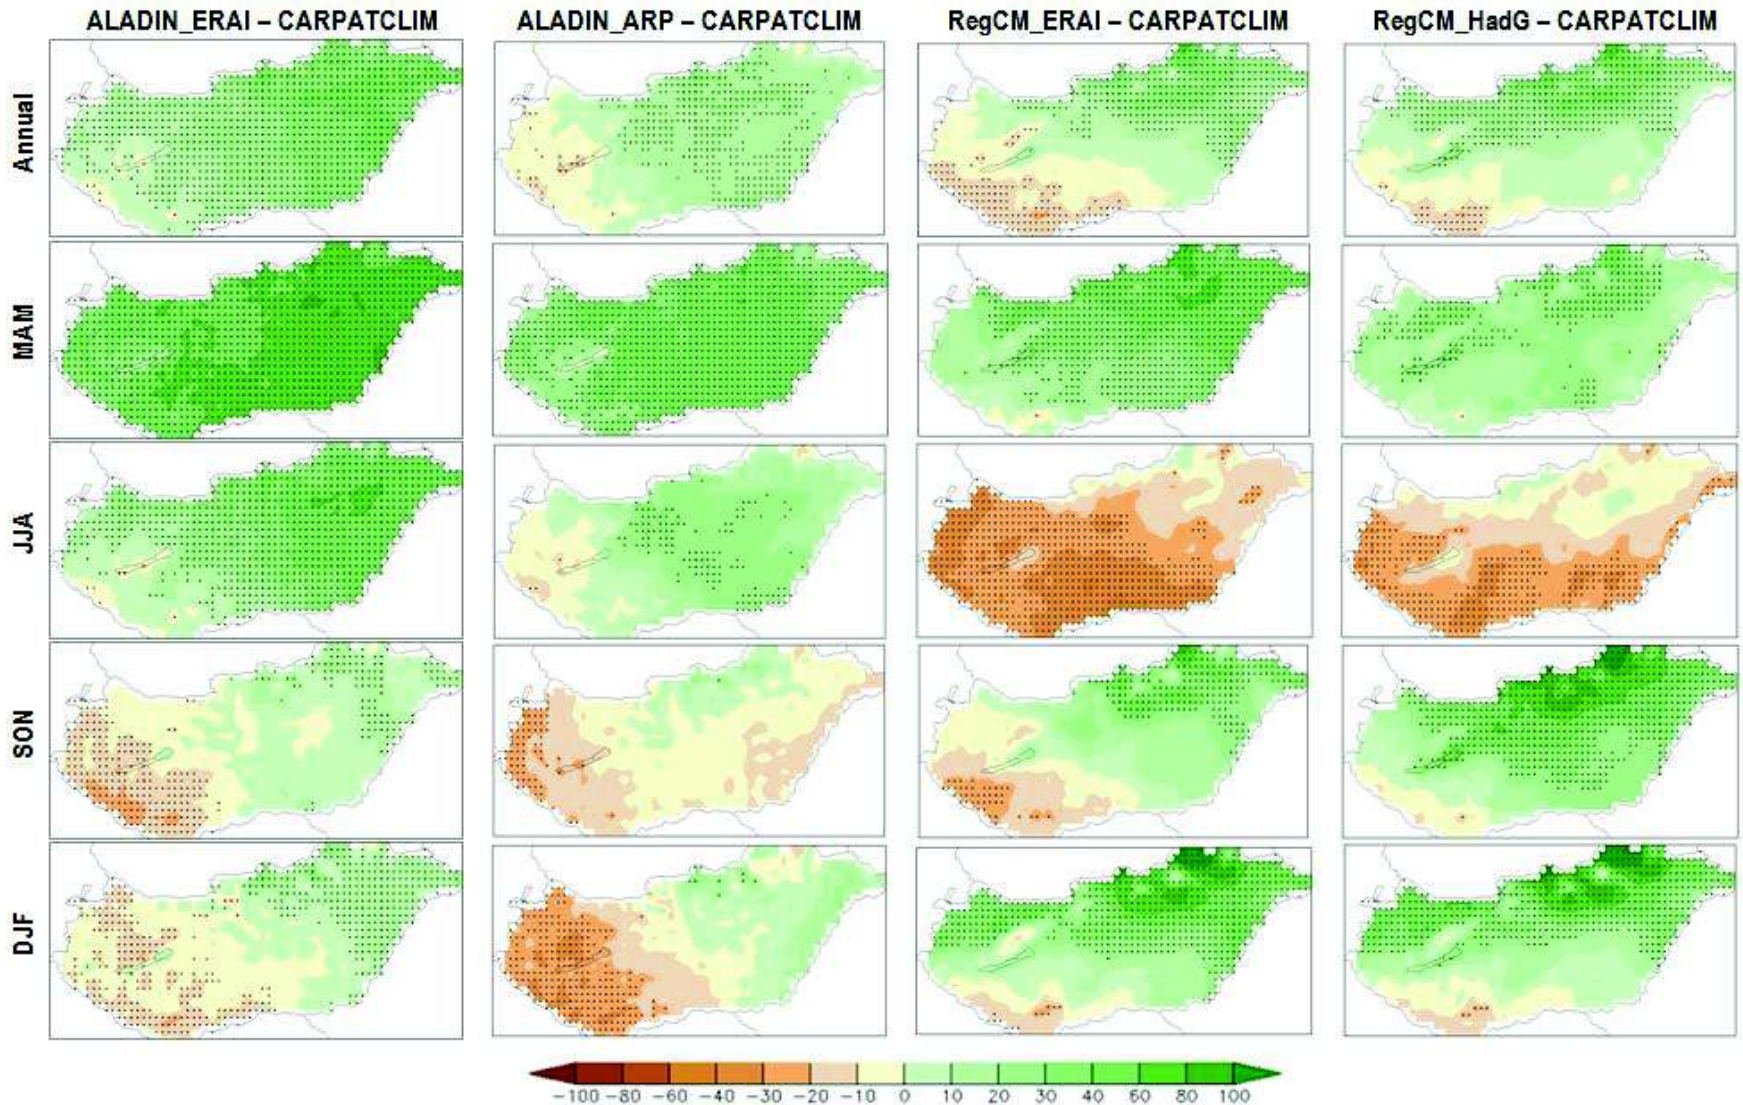 ALADIN_ERAI – CARPATCLIM ALADIN_ARP – CARPATCLIM RegCM_ERAI – CARPATCLIM RegCM_HadG – CARPATCLIM
Annual
MAM
JJA
SON
DJF
−100 −80 −60 −40 −30 −20 −10 0 10 20 30 40 60 80 100